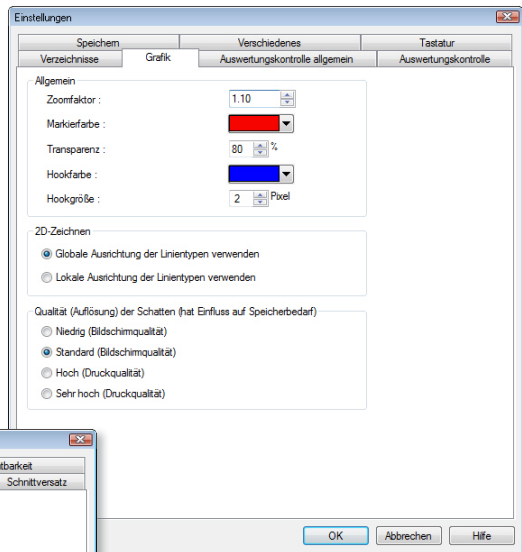 Einstellungen
Speichern Verschiedenes Tastatur
Verzeichnisse Grafik Auswertungskontrolle allgemein Auswertungskontrolle
Allgemein
Zoomfaktor : 1.10
Markierfarbe :
Transparenz : 80 %
Hookfarbe :
Hookgröße : 2 Pixel
2D-Zeichnen
Globale Ausrichtung der Linientypen verwenden
Lokale Ausrichtung der Linientypen verwenden
Qualität (Auflösung) der Schatten (hat Einfluss auf Speicherbedarf)
Niedrig (Bildschirmqualität)
Standard (Bildschirmqualität)
Hoch (Druckqualität)
Sehr hoch (Druckqualität)
tbarkeit
Schnittversatz
OK Abbrechen Hilfe